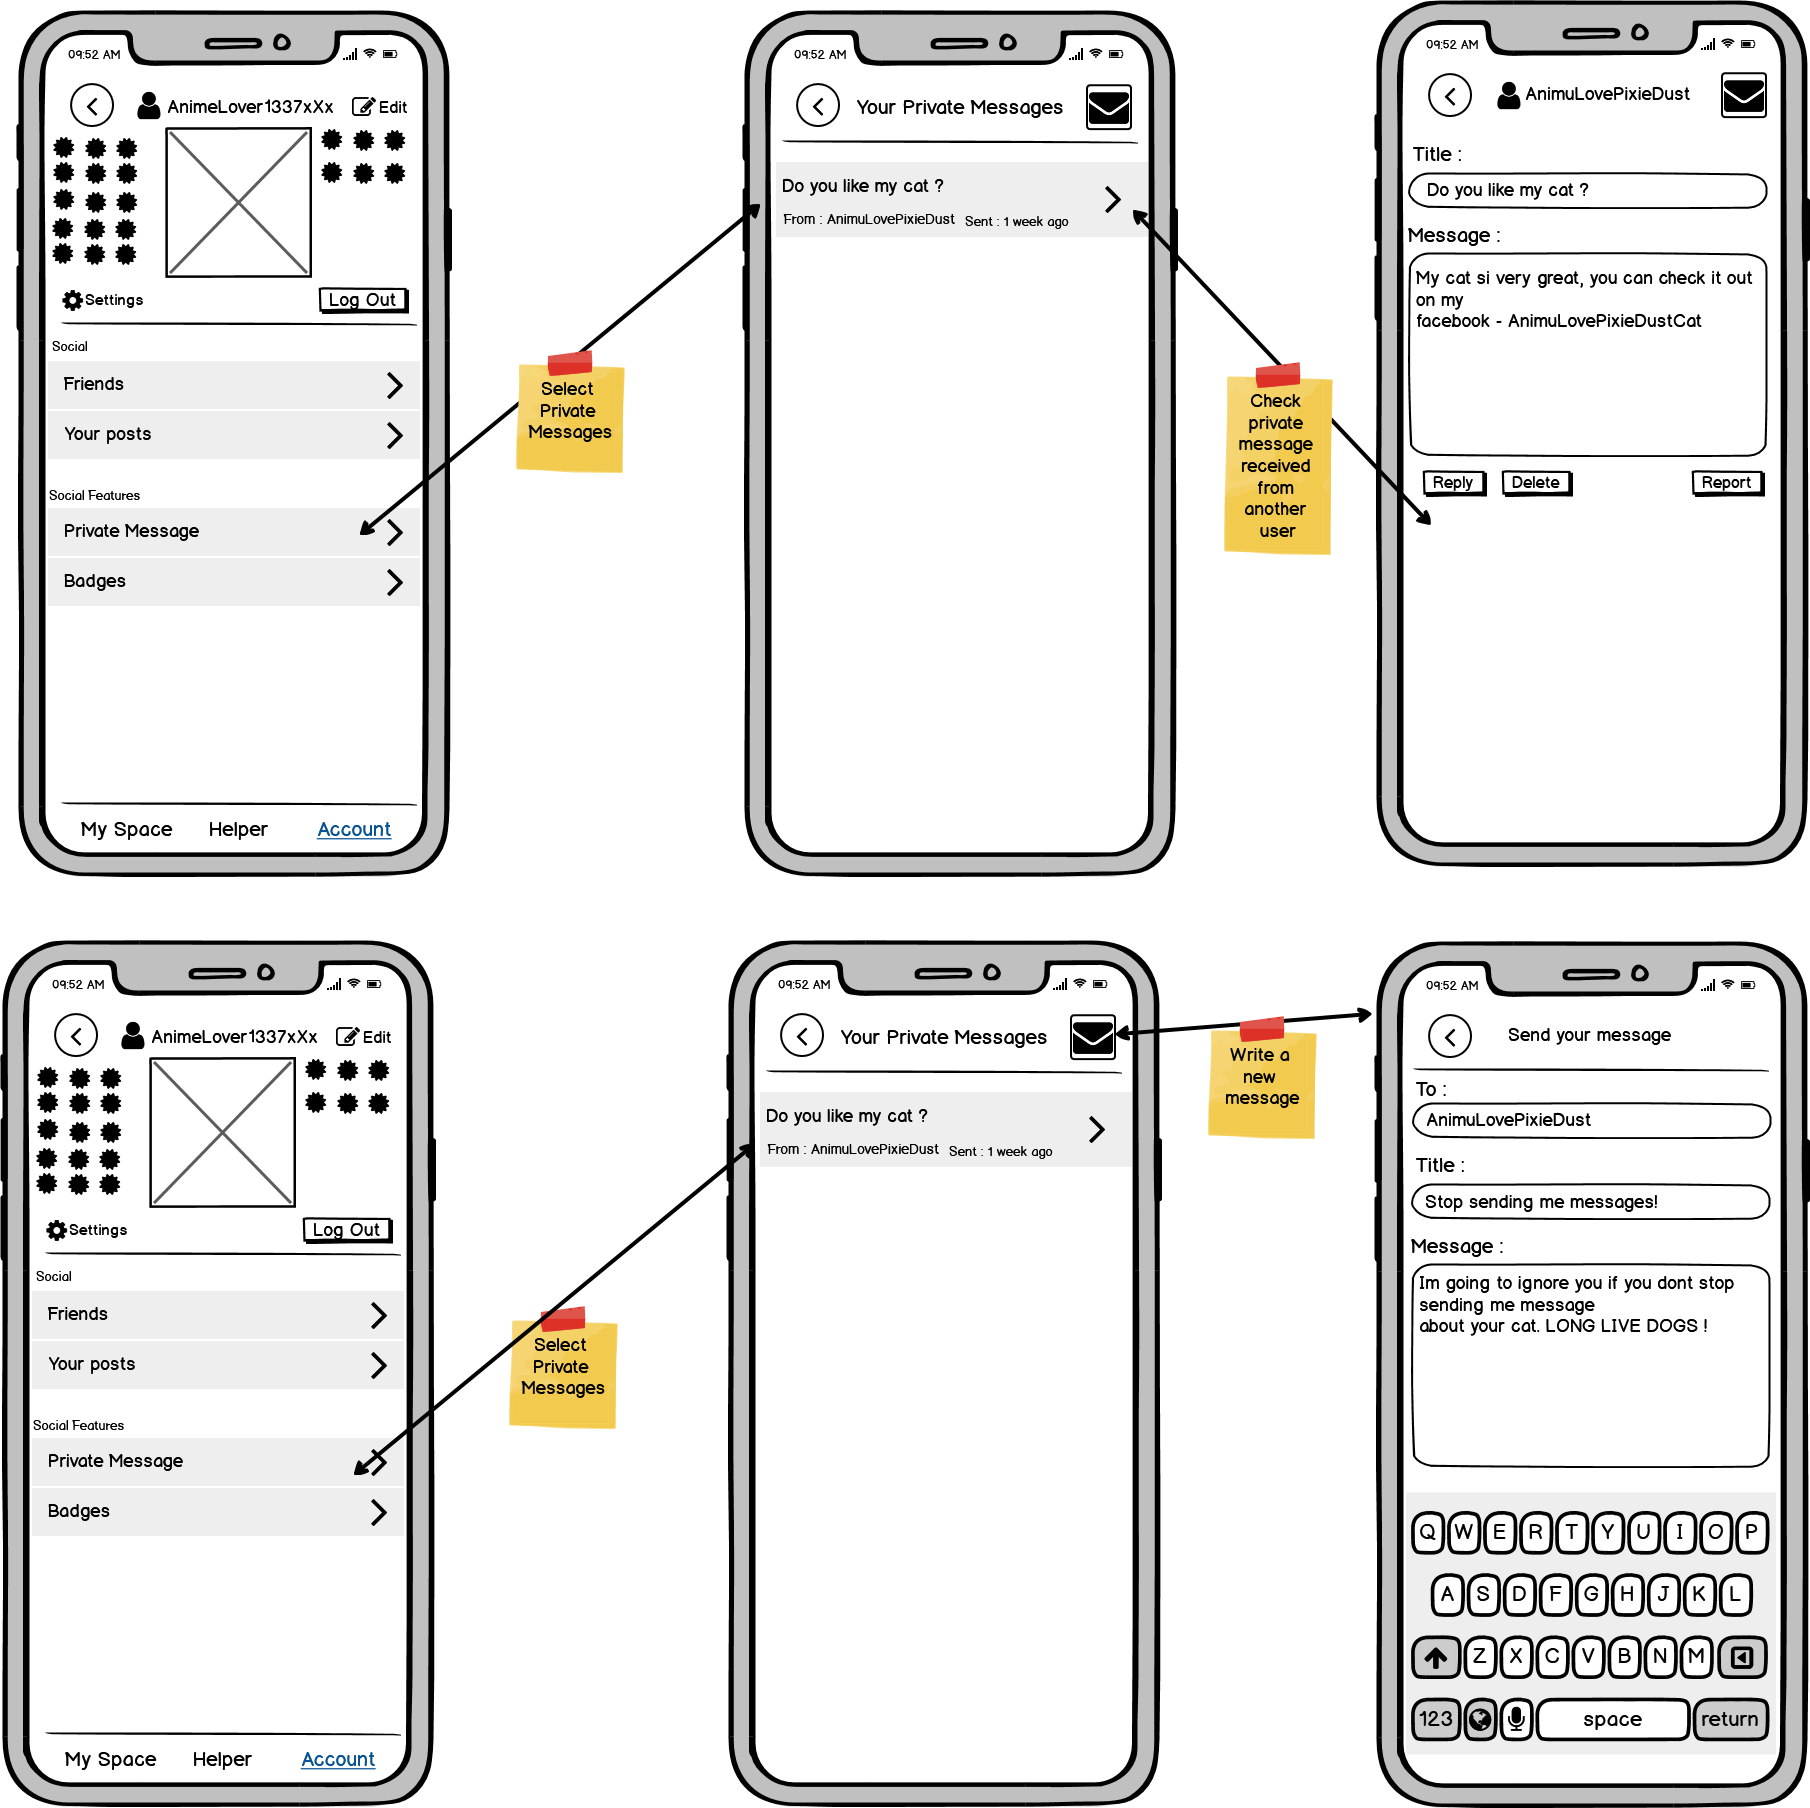 09:52 AM
AnimeLover1337xXx
Edit
Settings
Log Out
Social
Friends
Your posts
Social Features
Private Message
Badges
My Space
Helper
Account
Select
Private
Messages
09:52 AM
Your Private Messages
Do you like my cat ?
From : AnimuLovePixieDust Sent : 1 week ago
Check
private
message
received
from
another
user
09:52 AM
AnimuLovePixieDust
Title :
Do you like my cat ?
Message :
My cat si very great, you can check it out
on my
facebook - AnimuLovePixieDustCat
Reply
Delete
Report
09:52 AM
AnimeLover1337xXx
Edit
Settings
Log Out
Social
Friends
Your posts
Social Features
Private Message
Badges
My Space
Helper
Account
Select
Private
Messages
09:52 AM
Your Private Messages
Do you like my cat ?
From : AnimuLovePixieDust Sent : 1 week ago
Write a
new
message
09:52 AM
Send your message
To :
AnimuLovePixieDust
Title :
Stop sending me messages!
Message :
Im going to ignore you if you dont stop
sending me message
about your cat. LONG LIVE DOGS !
Q W E R T Y U I O P
A S D F G H J K L
Z X C V B N M
123 space return